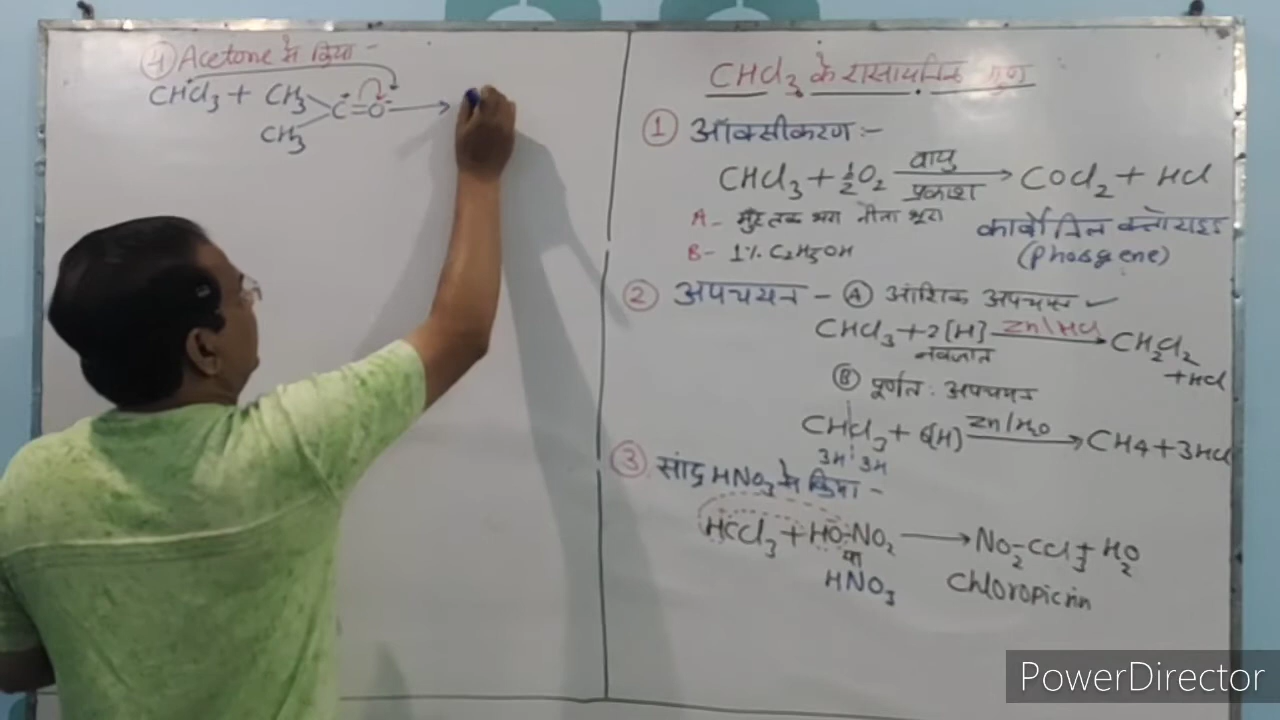 ④ Acetone से क्रिया -
CHCl₃ + CH₃
C=O →
CH₃
CHCl₃ के रासायनिक गुण
① ऑक्सीकरण :-
CHCl₃ + ½O₂ वायु प्रकाश → COCl₂ + HCl
A - मुँह तक भरा नीला भूरा
B - 1% C₂H₅OH
कार्बोनिल क्लोराइड
(Phosgene)
② अपचयन - Ⓐ आंशिक अपचयन
CHCl₃ + 2[H] Zn/HCl → CH₂Cl₂
नवजात
+HCl
Ⓑ पूर्णत: अपचयन
CHCl₃ + 6[H] Zn/H₂O → CH4 + 3HCl
3H 3H
③ सांद्र HNO₃ से क्रिया -
HCCl₃ + HO-NO₂ → NO₂-CCl₃ + H₂O
या
HNO₃
Chloropicrin
PowerDirector